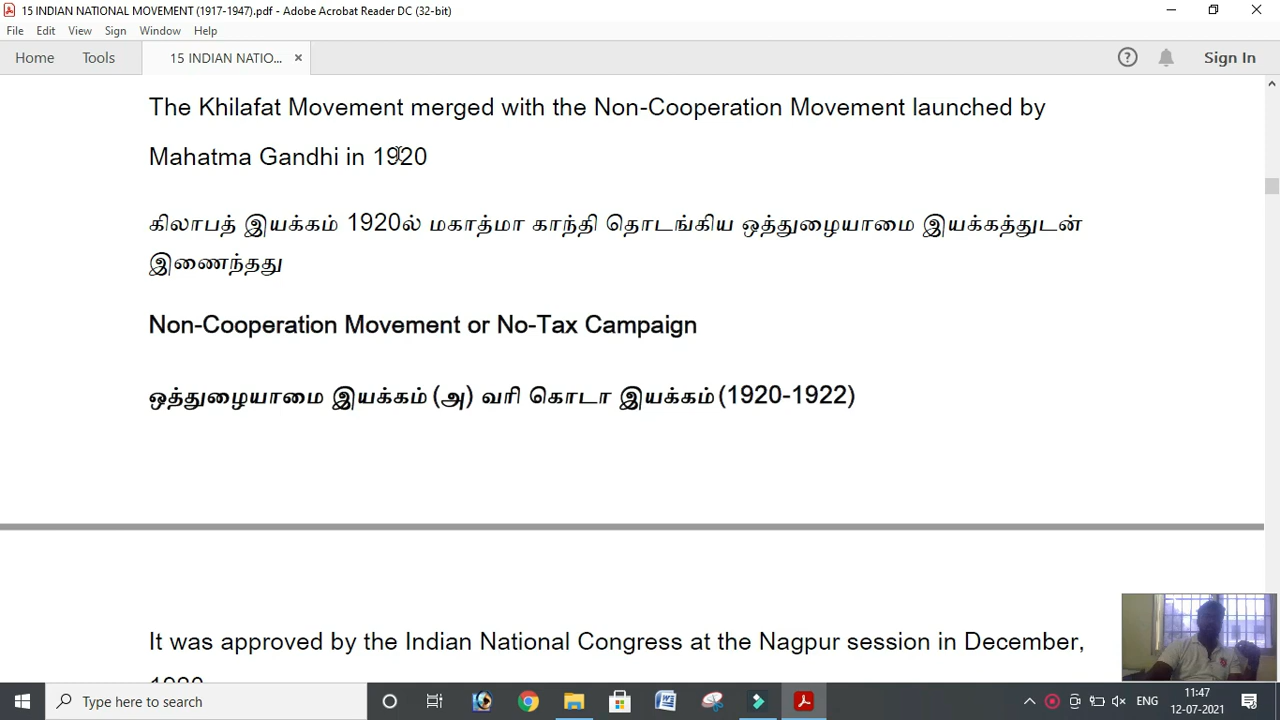 15 INDIAN NATIONAL MOVEMENT (1917-1947).pdf - Adobe Acrobat Reader DC (32-bit)
File Edit View Sign Window Help
Home Tools 15 INDIAN NATIO... Sign In
The Khilafat Movement merged with the Non-Cooperation Movement launched by
Mahatma Gandhi in 1920
கிலாபத் இயக்கம் 1920ல் மகாத்மா காந்தி தொடங்கிய ஒத்துழையாமை இயக்கத்துடன்
இணைந்தது
Non-Cooperation Movement or No-Tax Campaign
ஒத்துழையாமை இயக்கம் (அ) வரி கொடா இயக்கம் (1920-1922)
It was approved by the Indian National Congress at the Nagpur session in December,
1920
Type here to search
ENG
11:47
12-07-2021